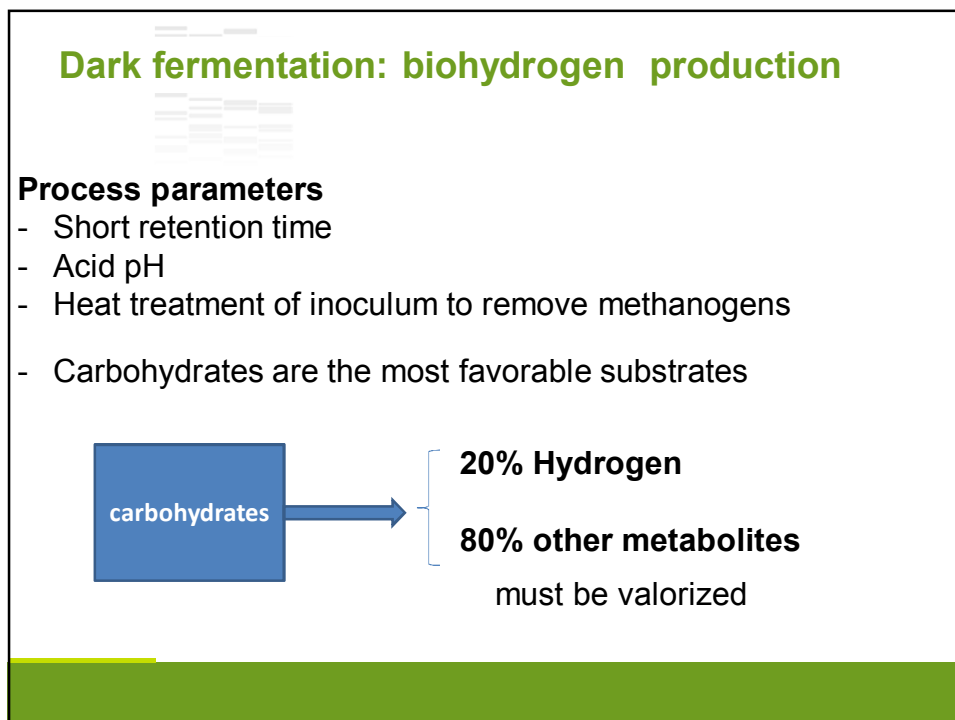 Dark fermentation: biohydrogen production
Process parameters
- Short retention time
- Acid pH
- Heat treatment of inoculum to remove methanogens
- Carbohydrates are the most favorable substrates
carbohydrates
20% Hydrogen
80% other metabolites
must be valorized